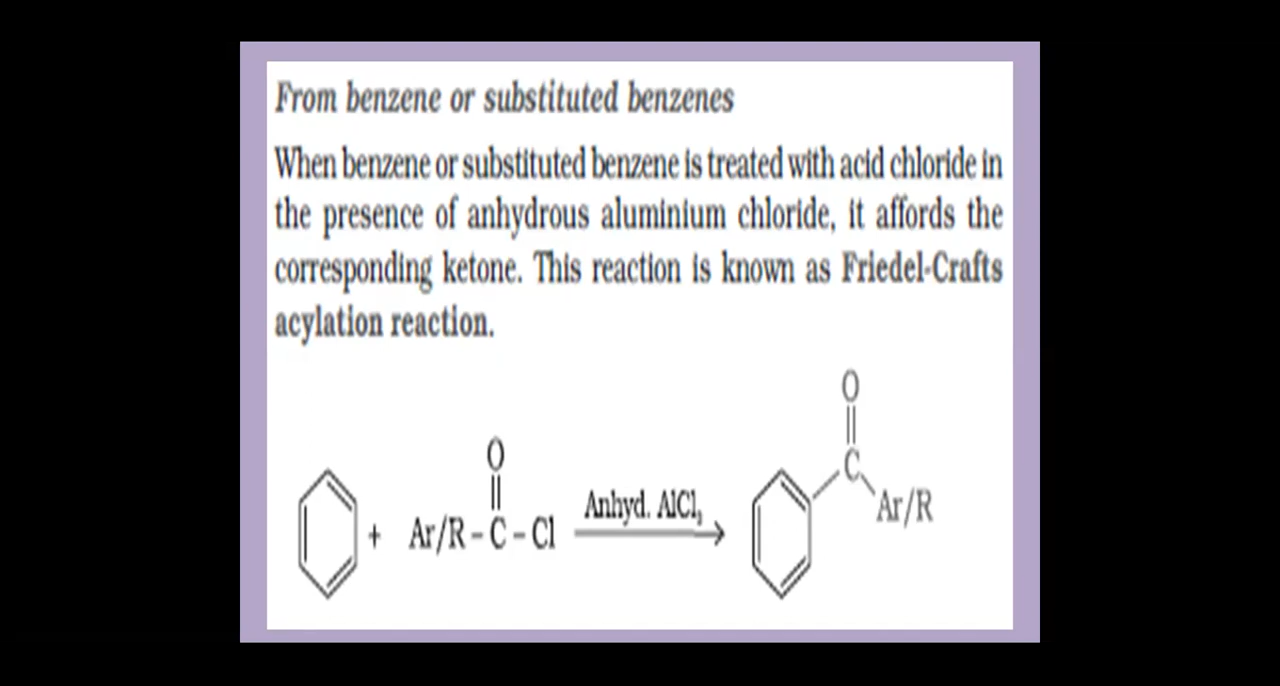 From benzene or substituted benzenes
When benzene or substituted benzene is treated with acid chloride in
the presence of anhydrous aluminium chloride, it affords the
corresponding ketone. This reaction is known as Friedel-Crafts
acylation reaction.
O
O
||
C
||
Ar/R – C – Cl
+
Anhyd. AlCl₃
Ar/R